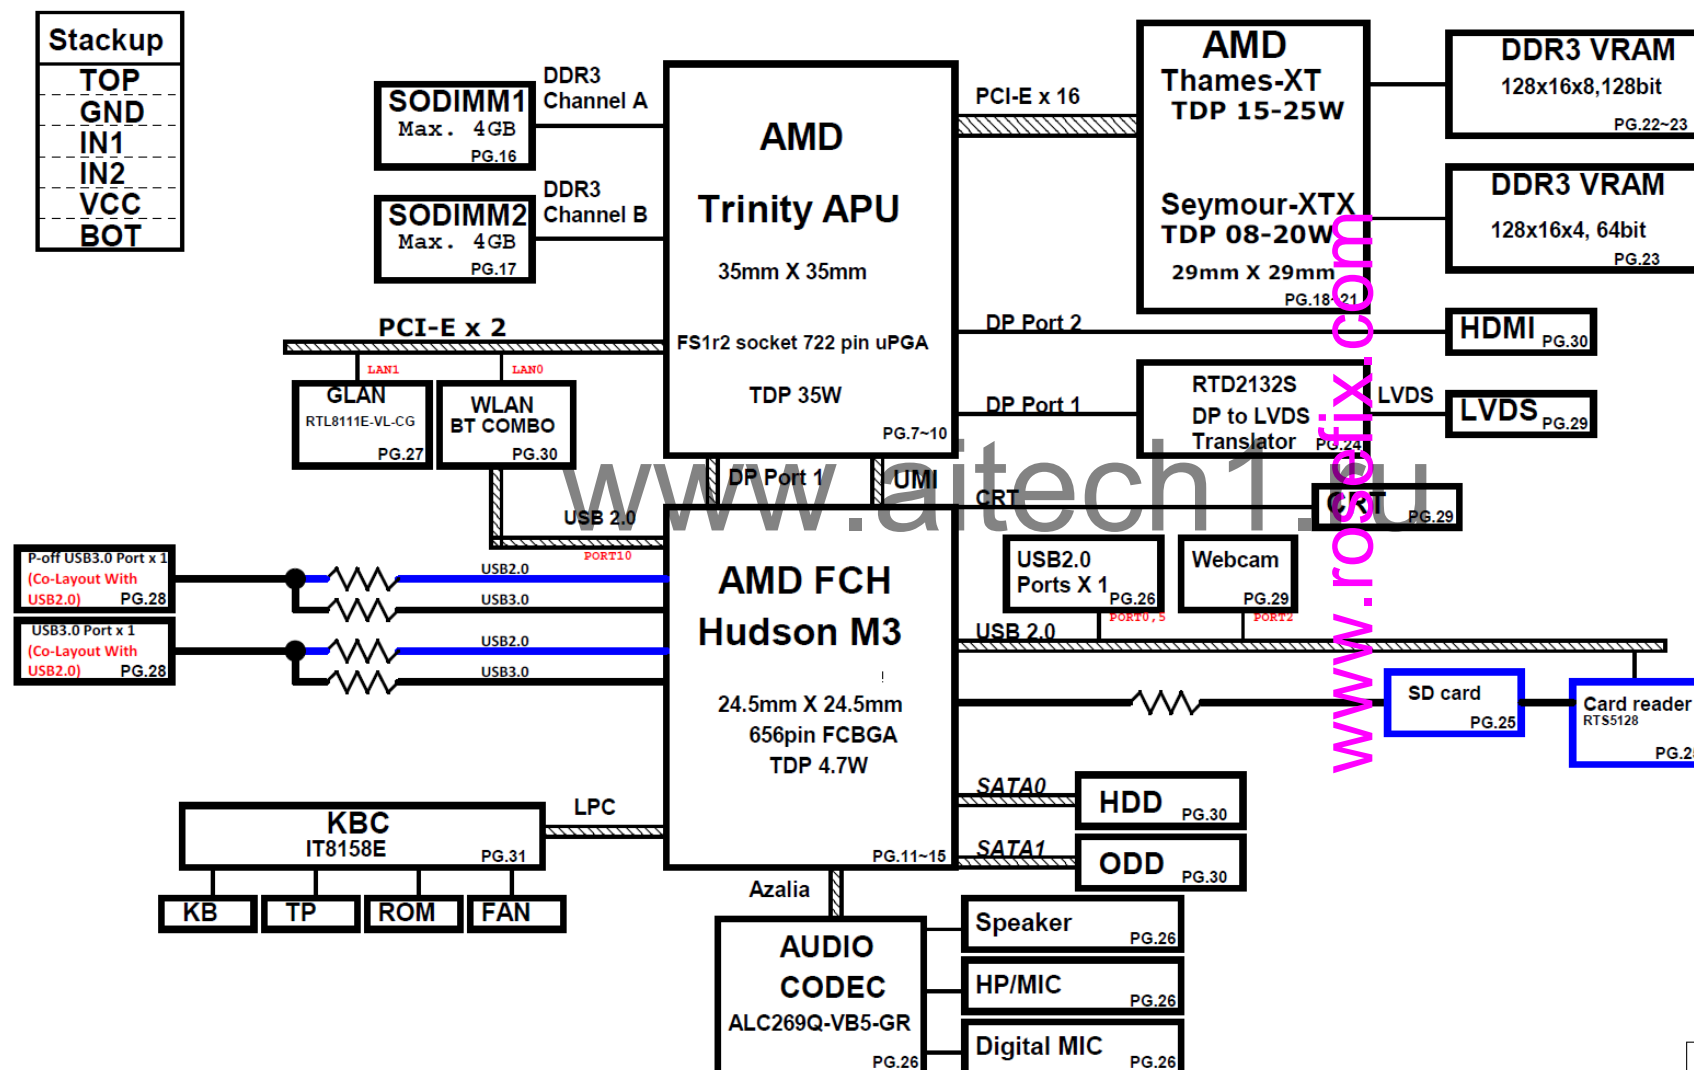 Stackup
TOP
GND
IN1
IN2
VCC
BOT
SODIMM1
Max. 4GB
PG.16
DDR3
Channel A
SODIMM2
Max. 4GB
PG.17
DDR3
Channel B
AMD
Trinity APU
35mm X 35mm
FS1r2 socket 722 pin uPGA
TDP 35W
PG.7~10
PCI-E x 16
AMD
Thames-XT
TDP 15-25W
Seymour-XTX
TDP 08-20W
29mm X 29mm
PG.18~21
DDR3 VRAM
128x16x8,128bit
PG.22~23
DDR3 VRAM
128x16x4, 64bit
PG.23
DP Port 2
HDMI
PG.30
DP Port 1
RTD2132S
DP to LVDS
Translator
PG.24
LVDS
LVDS
PG.29
PCI-E x 2
LAN1
LAN0
GLAN
RTL8111E-VL-CG
PG.27
WLAN
BT COMBO
PG.30
DP Port 1
UMI
CRT
CRT
PG.29
www.aitech1.ru
www.rosefix.com
USB 2.0
PORT10
P-off USB3.0 Port x 1
(Co-Layout With
USB2.0)
PG.28
USB2.0
USB3.0
USB3.0 Port x 1
(Co-Layout With
USB2.0)
PG.28
USB2.0
USB3.0
AMD FCH
Hudson M3
24.5mm X 24.5mm
656pin FCBGA
TDP 4.7W
PG.11~15
USB2.0
Ports X 1
PG.26
PORT0,5
Webcam
PG.29
PORT2
USB 2.0
SD card
PG.25
Card reader
RTS5128
SATA0
HDD
PG.30
SATA1
ODD
PG.30
LPC
KBC
IT8158E
PG.31
KB
TP
ROM
FAN
Azalia
AUDIO
CODEC
ALC269Q-VB5-GR
PG.26
Speaker
PG.26
HP/MIC
PG.26
Digital MIC
PG.26